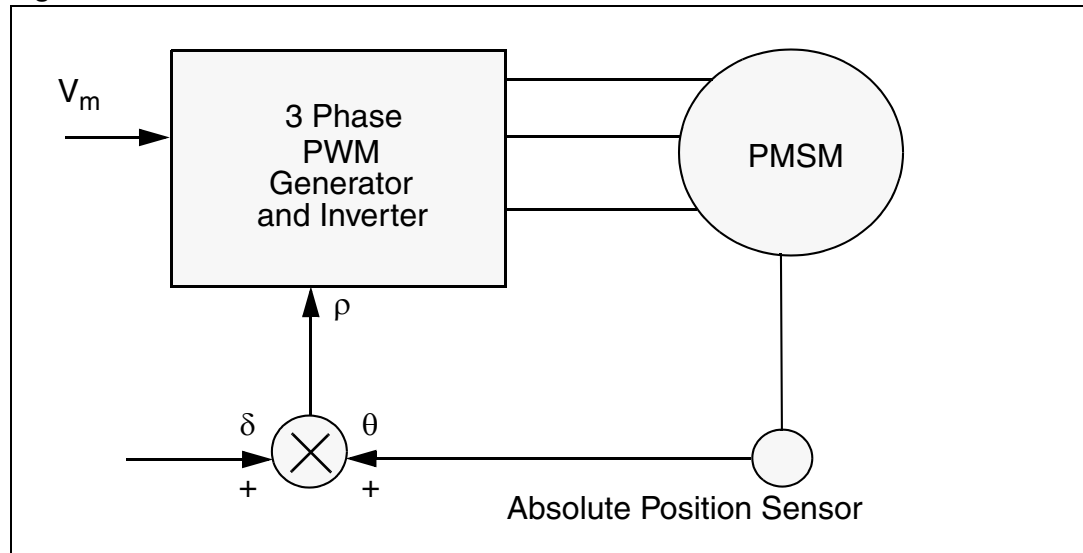 V_m
3 Phase
PWM
Generator
and Inverter
PMSM
ρ
δ
θ
+
+
Absolute Position Sensor